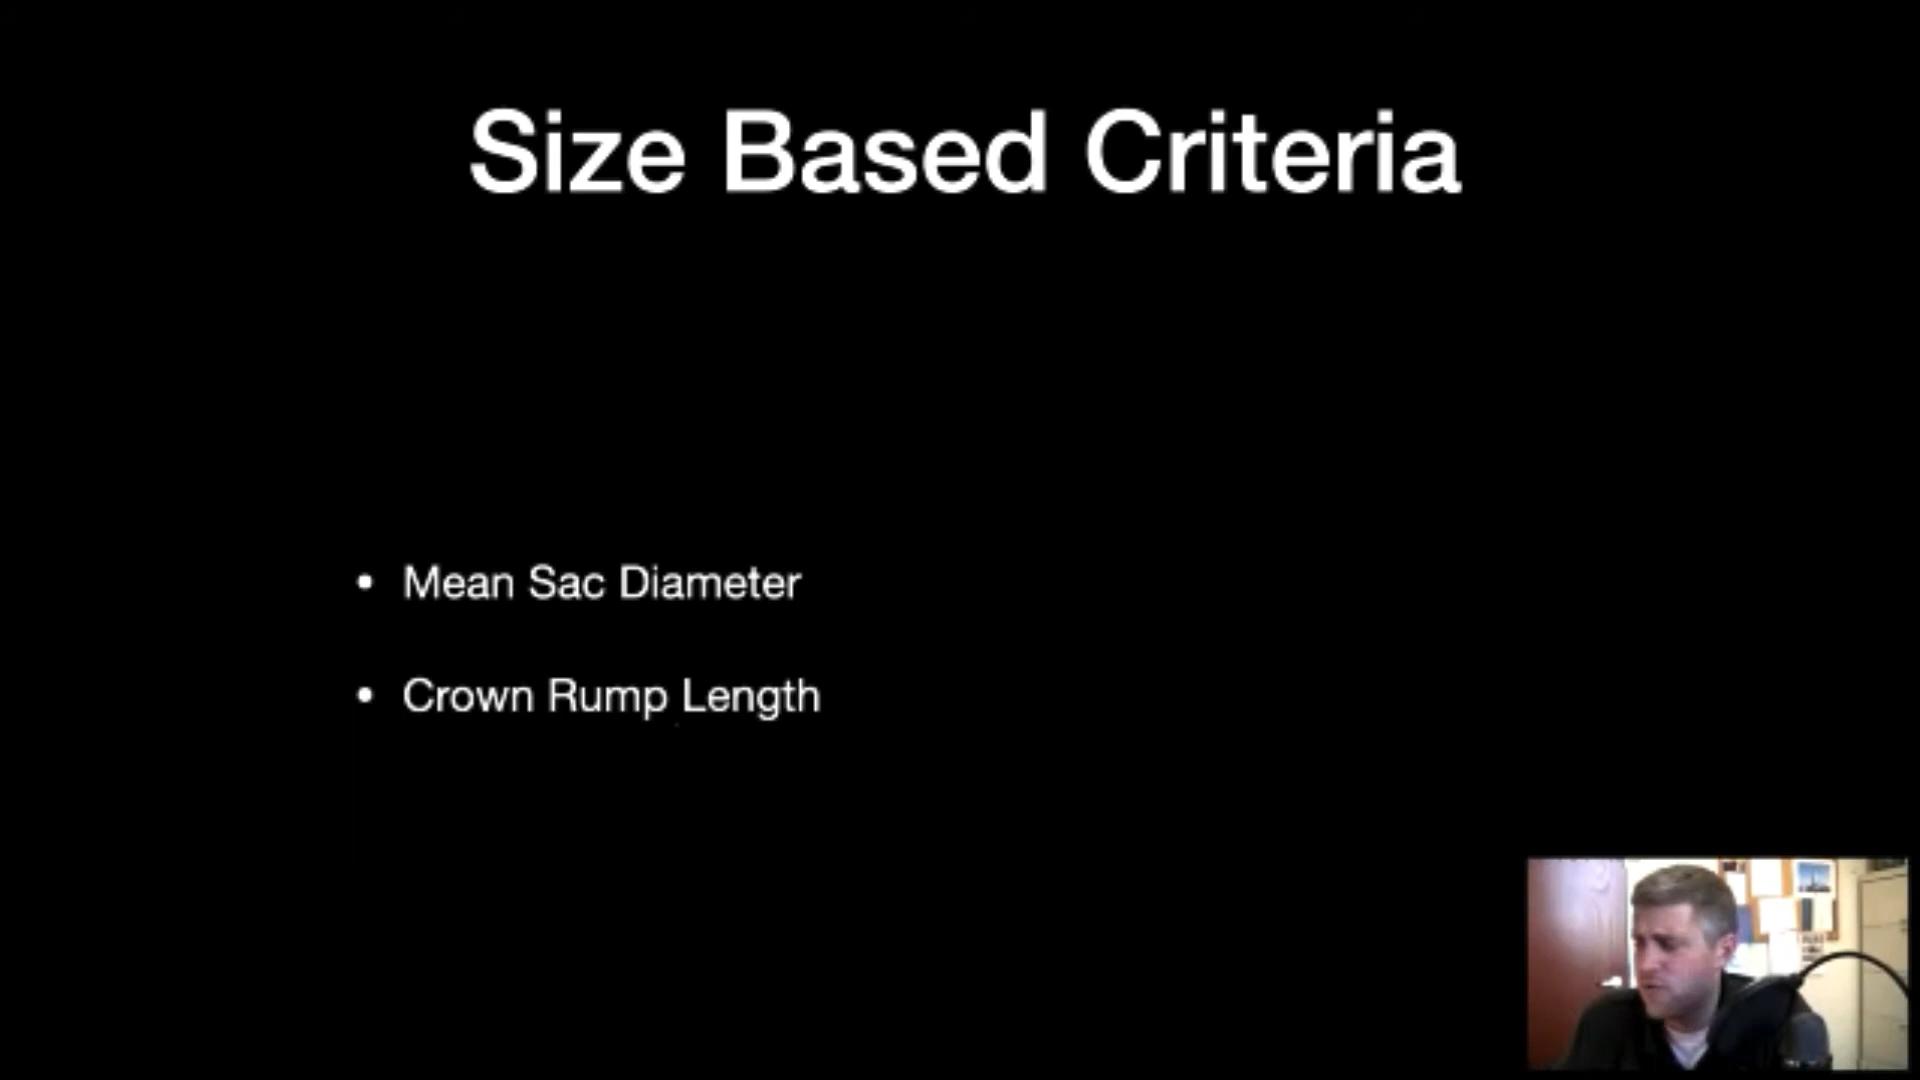 Size Based Criteria
• Mean Sac Diameter
• Crown Rump Length